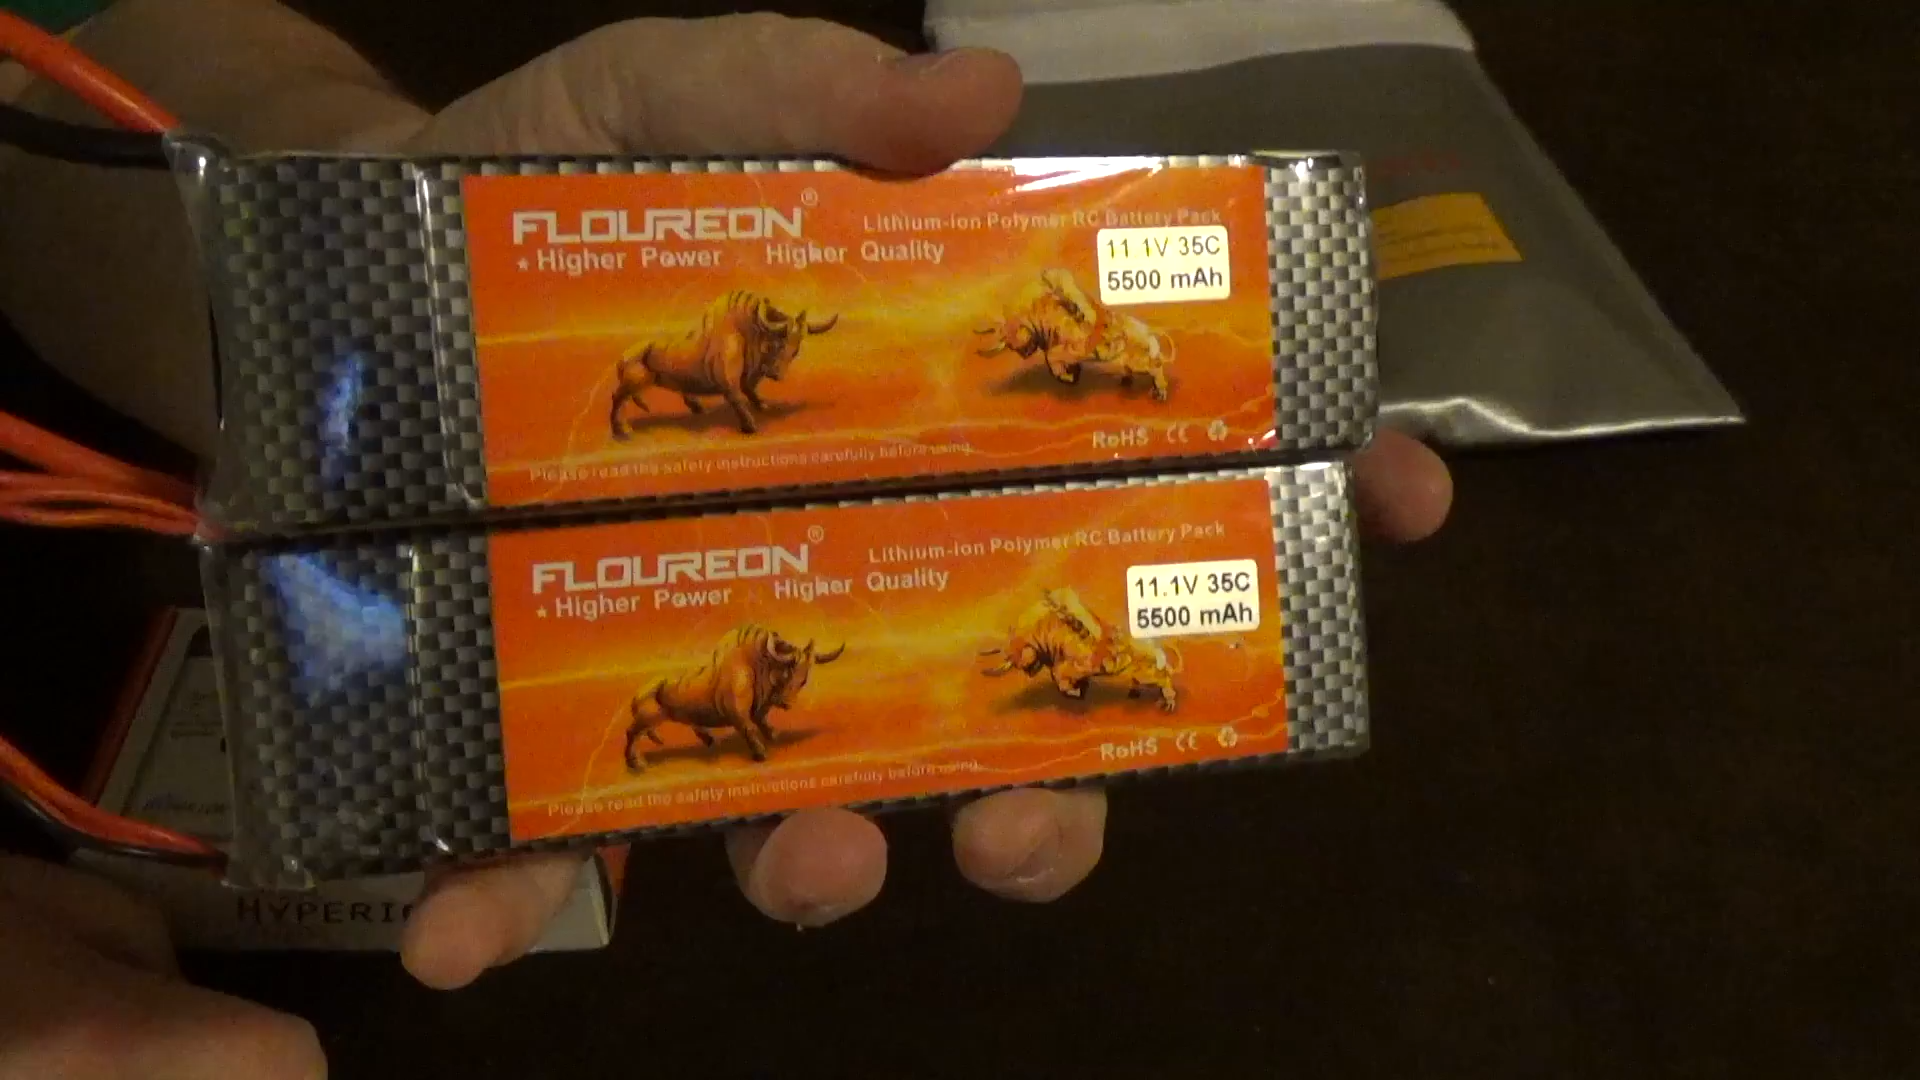 FLOUREON®
Lithium-ion Polymer RC Battery Pack
★ Higher Power Higher Quality
11.1V 35C
5500 mAh
RoHS CE
Please read the safety instructions carefully before using.
FLOUREON®
Lithium-ion Polymer RC Battery Pack
★ Higher Power Higher Quality
11.1V 35C
5500 mAh
RoHS CE
Please read the safety instructions carefully before using.
HYPERI